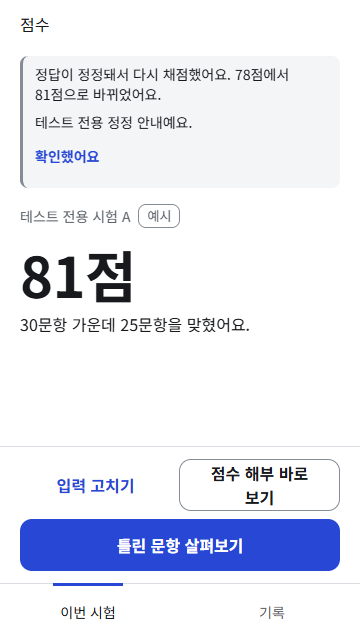 점수
정답이 정정돼서 다시 채점했어요. 78점에서
81점으로 바뀌었어요.
테스트 전용 정정 안내예요.
확인했어요
테스트 전용 시험 A 예시
81점
30문항 가운데 25문항을 맞혔어요.
입력 고치기
점수 해부 바로
보기
틀린 문항 살펴보기
이번 시험 기록